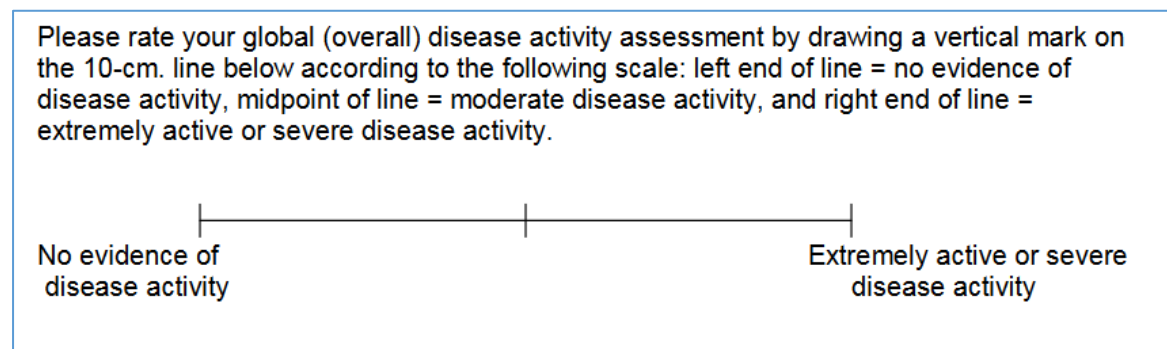 Please rate your global (overall) disease activity assessment by drawing a vertical mark on
the 10-cm. line below according to the following scale: left end of line = no evidence of
disease activity, midpoint of line = moderate disease activity, and right end of line =
extremely active or severe disease activity.
No evidence of
disease activity
Extremely active or severe
disease activity